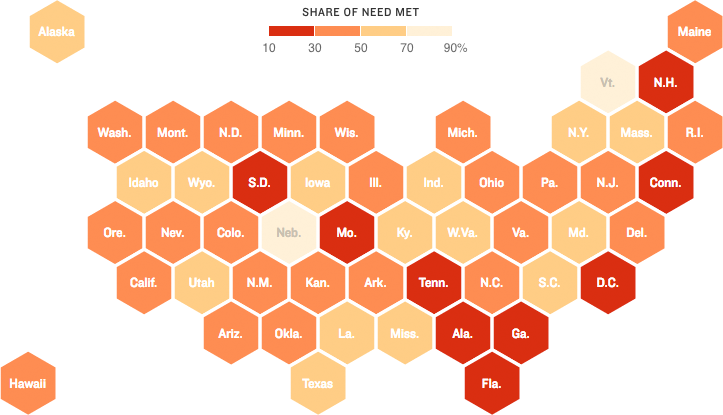 SHARE OF NEED MET
10 30 50 70 90%
Alaska
Maine
Vt. N.H.
Wash. Mont. N.D. Minn. Wis. Mich. N.Y. Mass. R.I.
Idaho Wyo. S.D. Iowa Ill. Ind. Ohio Pa. N.J. Conn.
Ore. Nev. Colo. Neb. Mo. Ky. W.Va. Va. Md. Del.
Calif. Utah N.M. Kan. Ark. Tenn. N.C. S.C. D.C.
Ariz. Okla. La. Miss. Ala. Ga.
Hawaii Texas Fla.